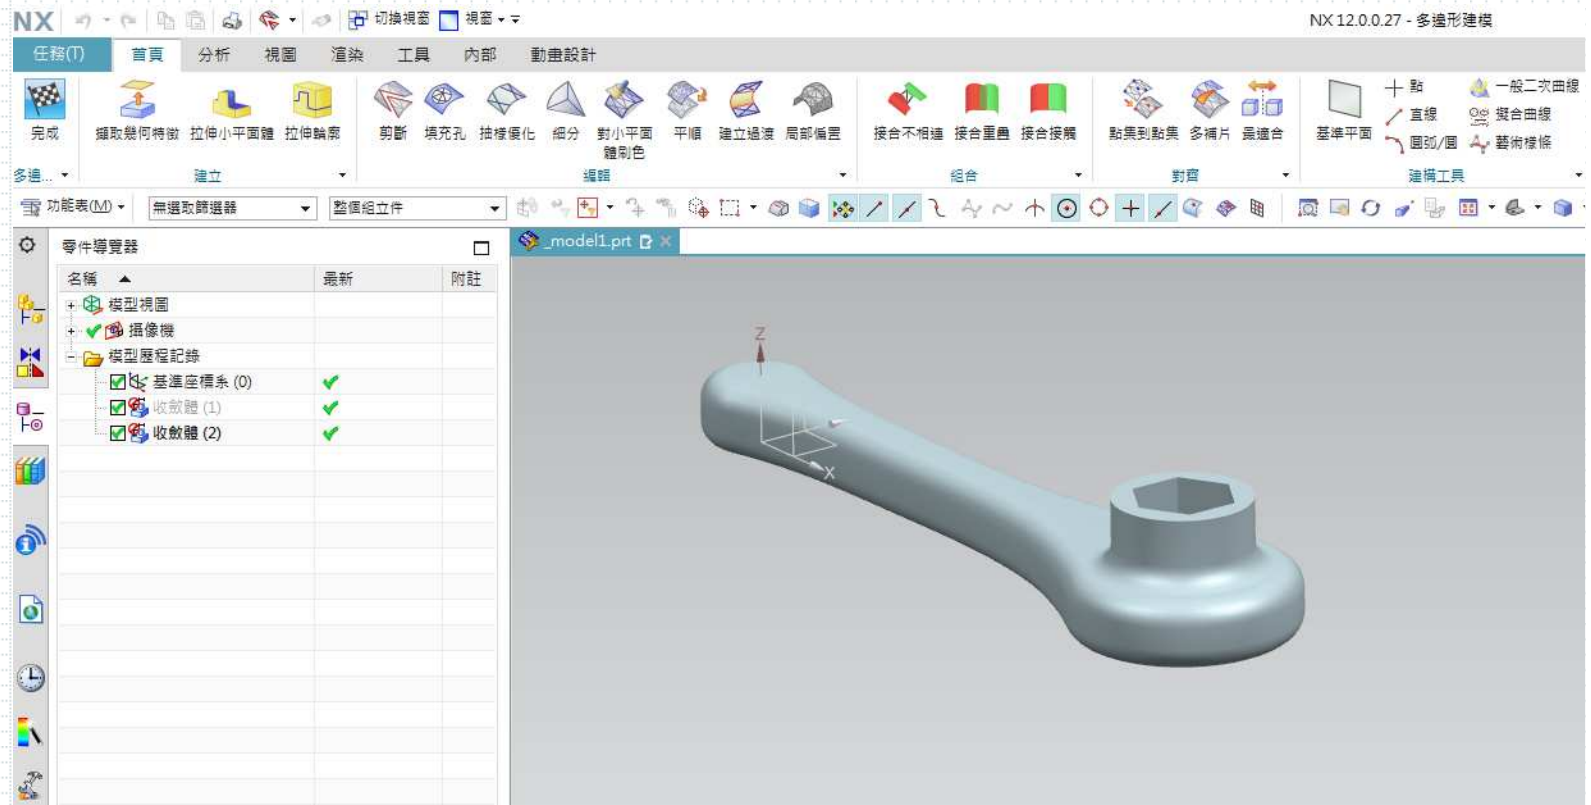 NX 切換視窗 視窗 NX 12.0.0.27 - 多邊形建模
任務(T) 首頁 分析 視圖 渲染 工具 內部 動畫設計
完成 擷取幾何特徵 拉伸小平面體 拉伸輪廓 剪斷 填充孔 抽樣優化 細分 對小平面體刷色 平順 建立過渡 局部偏置 接合不相連 接合重疊 接合接觸 點集到點集 多補片 最適合 基準平面
點 一般二次曲線
直線 擬合曲線
圓弧/圓 藝術樣條
多邊... 建立 編輯 組合 對齊 建構工具
功能表(M) 無選取篩選器 整個組立件
零件導覽器 _model1.prt
名稱 最新 附註
模型視圖
攝像機
模型歷程記錄
基準座標系 (0)
收斂體 (1)
收斂體 (2)
Z
X